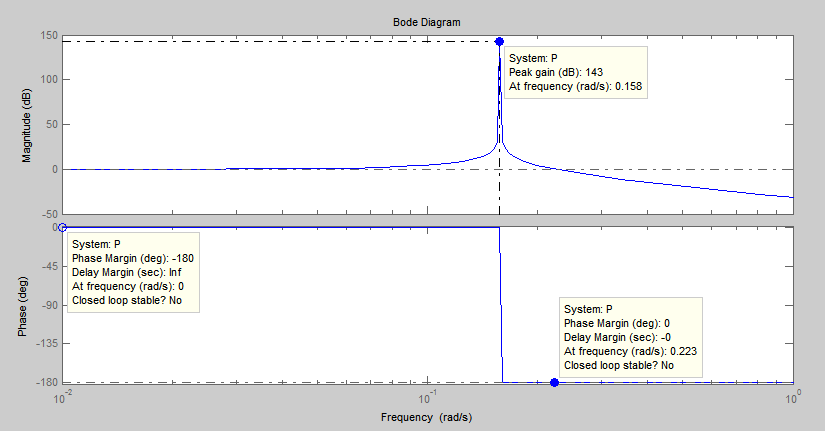 Bode Diagram
150
100
50
0
-50
Magnitude (dB)
System: P
Peak gain (dB): 143
At frequency (rad/s): 0.158
0
-45
-90
-135
-180
Phase (deg)
System: P
Phase Margin (deg): -180
Delay Margin (sec): Inf
At frequency (rad/s): 0
Closed loop stable? No
System: P
Phase Margin (deg): 0
Delay Margin (sec): -0
At frequency (rad/s): 0.223
Closed loop stable? No
10^-2
10^-1
10^0
Frequency (rad/s)